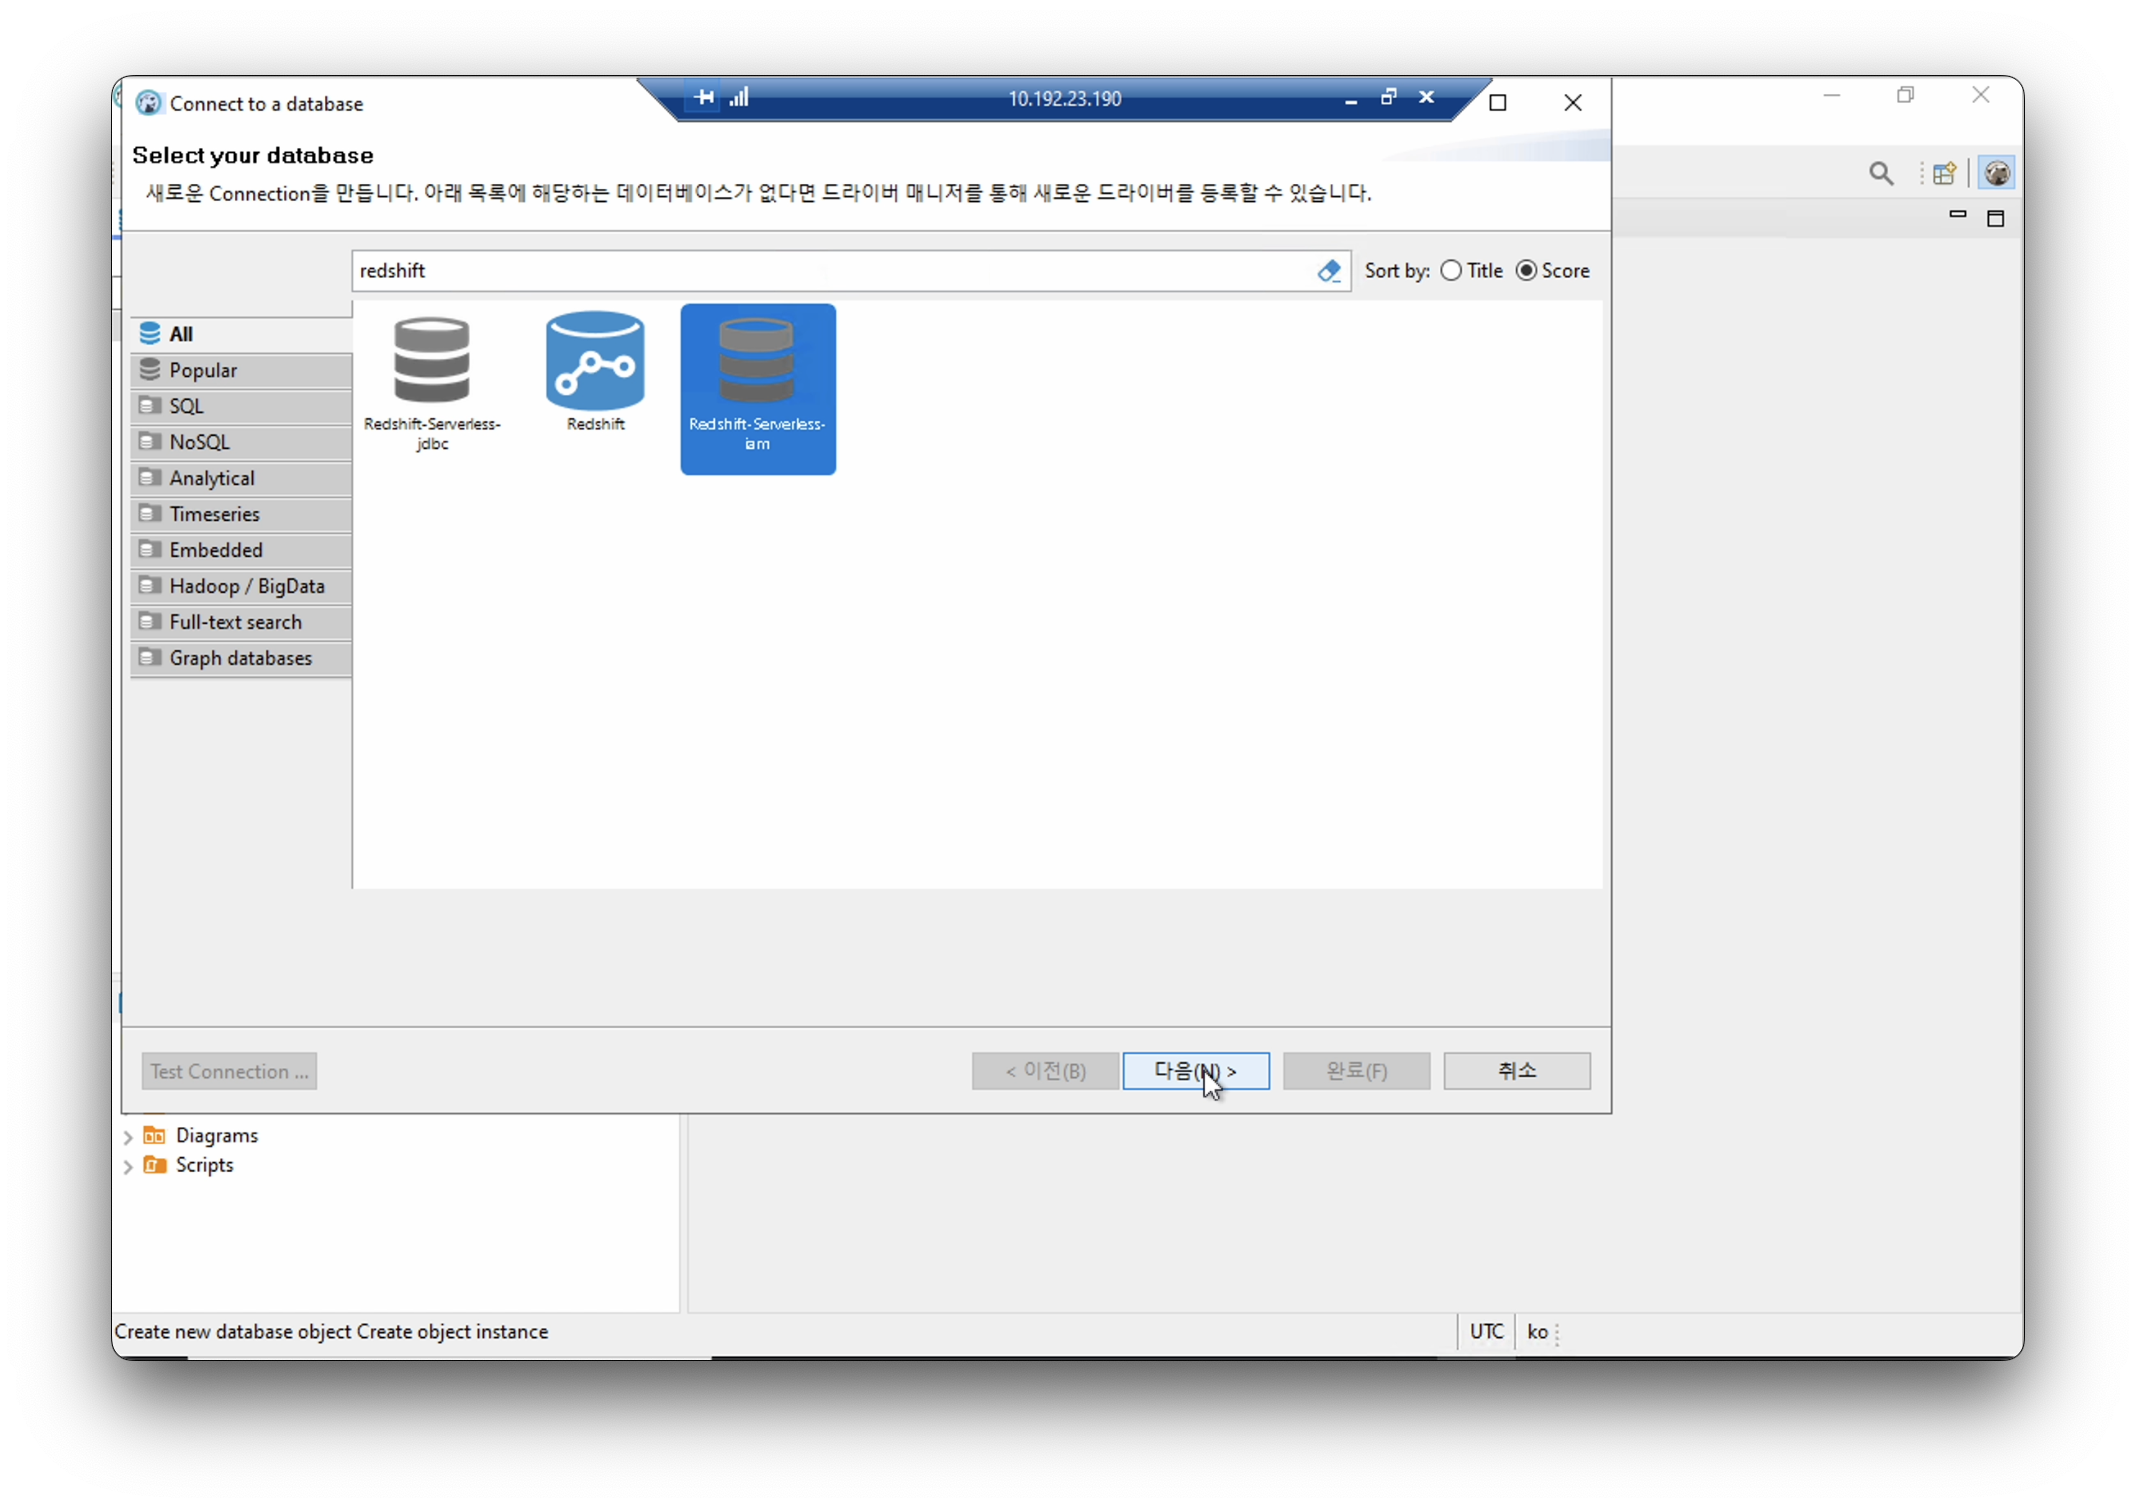 Connect to a database
10.192.23.190
Select your database
새로운 Connection을 만듭니다. 아래 목록에 해당하는 데이터베이스가 없다면 드라이버 매니저를 통해 새로운 드라이버를 등록할 수 있습니다.
redshift
Sort by: Title Score
All
Popular
SQL
NoSQL
Analytical
Timeseries
Embedded
Hadoop / BigData
Full-text search
Graph databases
Redshift-Serverless-
jdbc
Redshift
Redshift-Serverless-
iam
Test Connection ...
< 이전(B)
다음(N) >
완료(F)
취소
Diagrams
Scripts
Create new database object Create object instance
UTC
ko